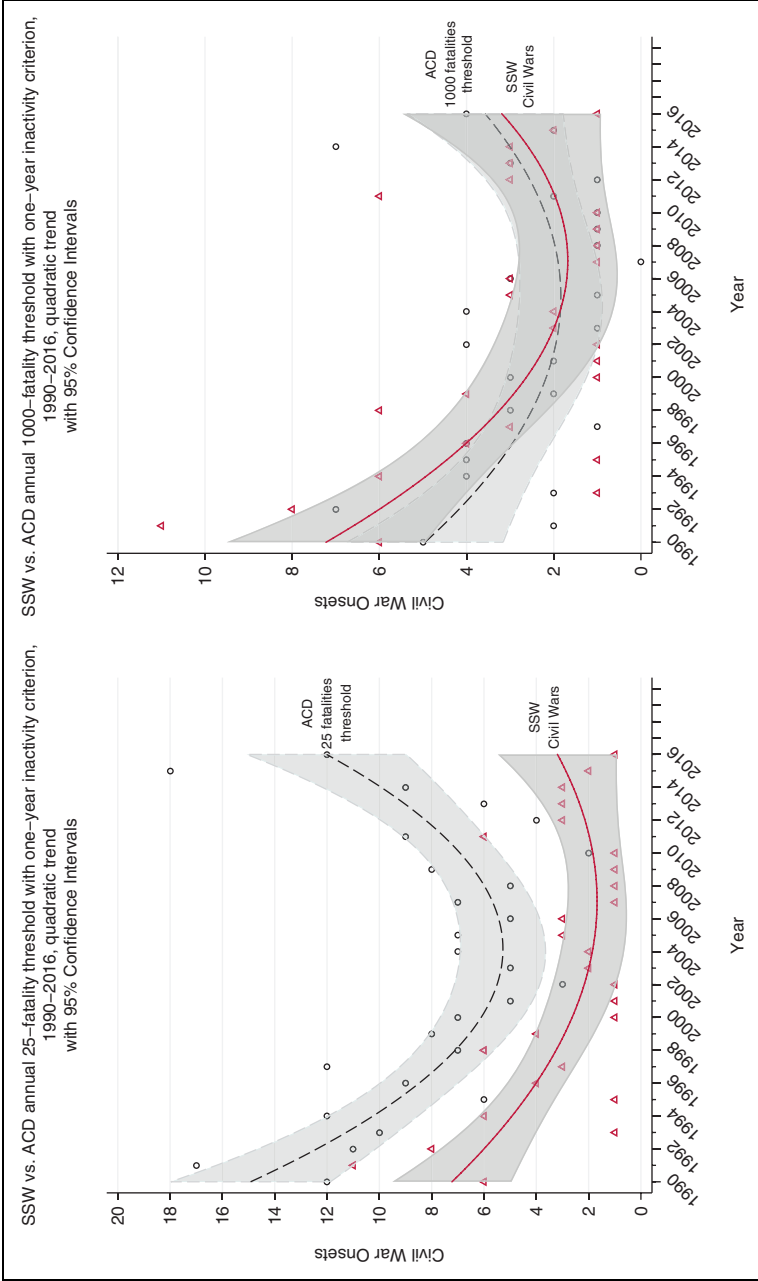 SSW vs. ACD annual 25−fatality threshold with one−year inactivity criterion,
1990−2016, quadratic trend
with 95% Confidence Intervals
20
18
16
14
12
10
8
6
4
2
0
Civil War Onsets
ACD
25 fatalities
threshold
SSW
Civil Wars
1990
1992
1994
1996
1998
2000
2002
2004
2006
2008
2010
2012
2014
2016
Year
SSW vs. ACD annual 1000−fatality threshold with one−year inactivity criterion,
1990−2016, quadratic trend
with 95% Confidence Intervals
12
10
8
6
4
2
0
Civil War Onsets
ACD
1000 fatalities
threshold
SSW
Civil Wars
1990
1992
1994
1996
1998
2000
2002
2004
2006
2008
2010
2012
2014
2016
Year